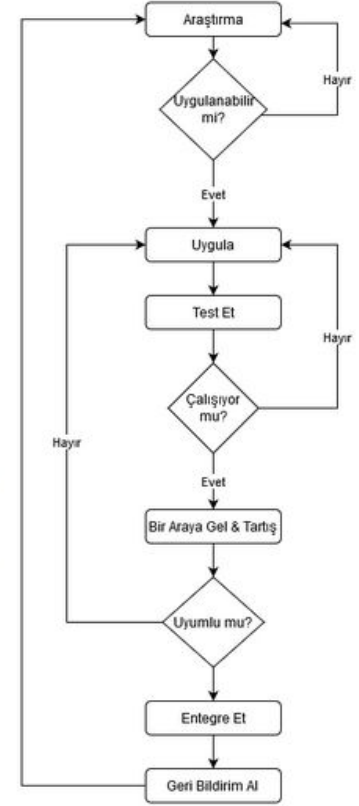 Araştırma
Uygulanabilir
mi?
Hayır
Evet
Uygula
Test Et
Hayır
Çalışıyor
mu?
Hayır
Evet
Bir Araya Gel & Tartış
Uyumlu mu?
Entegre Et
Geri Bildirim Al